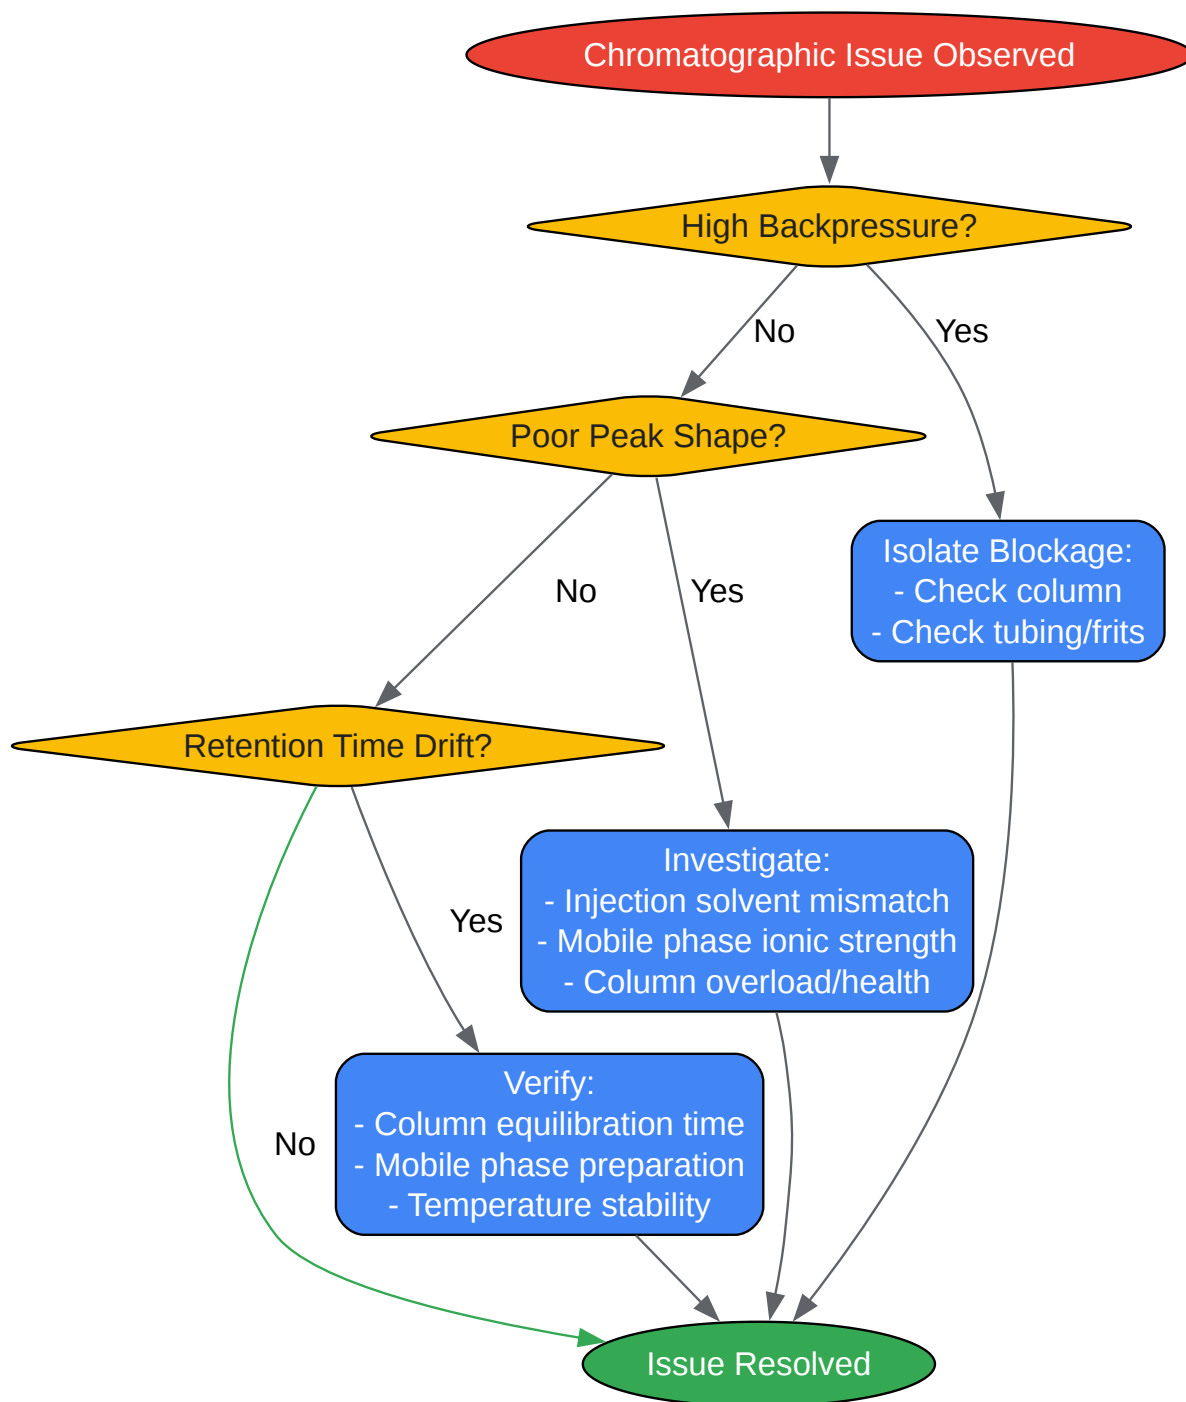 Chromatographic Issue Observed
High Backpressure?
No
Yes
Poor Peak Shape?
Isolate Blockage:
- Check column
- Check tubing/frits
No
Yes
Retention Time Drift?
Investigate:
- Injection solvent mismatch
- Mobile phase ionic strength
- Column overload/health
Yes
No
Verify:
- Column equilibration time
- Mobile phase preparation
- Temperature stability
Issue Resolved